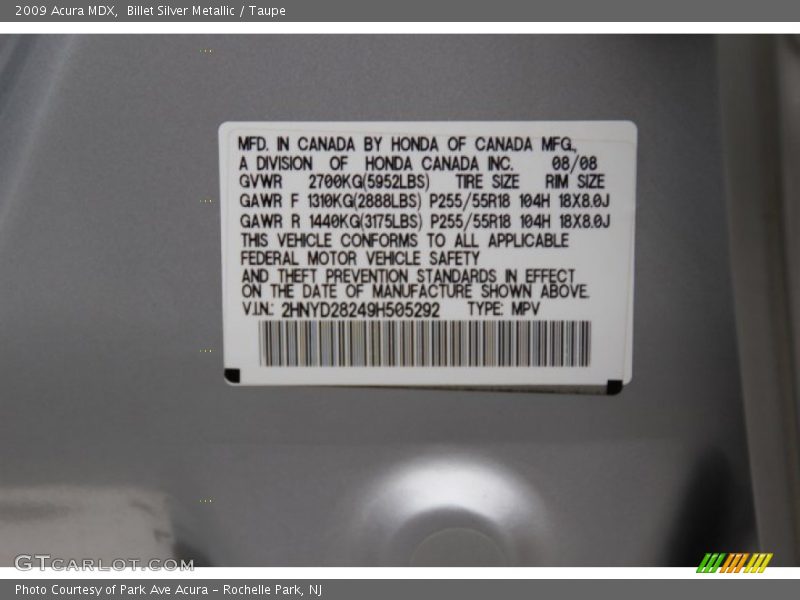 2009 Acura MDX,  Billet Silver Metallic / Taupe
MFD. IN CANADA BY HONDA OF CANADA MFG.,
A DIVISION OF HONDA CANADA INC. 08/08
GVWR 2700KG(5952LBS) TIRE SIZE RIM SIZE
GAWR F 1310KG(2888LBS) P255/55R18 104H 18X8.0J
GAWR R 1440KG(3175LBS) P255/55R18 104H 18X8.0J
THIS VEHICLE CONFORMS TO ALL APPLICABLE
FEDERAL MOTOR VEHICLE SAFETY
AND THEFT PREVENTION STANDARDS IN EFFECT
ON THE DATE OF MANUFACTURE SHOWN ABOVE.
V.I.N.: 2HNYD28249H505292 TYPE: MPV
GTCARLOT.COM
Photo Courtesy of Park Ave Acura - Rochelle Park, NJ